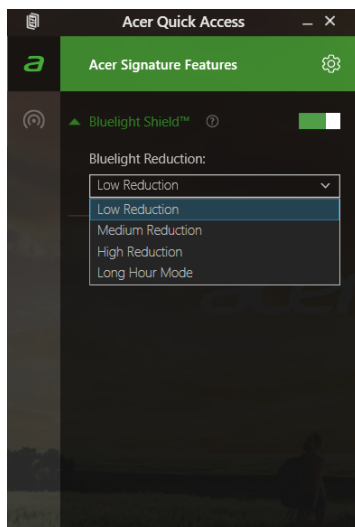 Acer Quick Access
Acer Signature Features
Bluelight Shield™
Bluelight Reduction:
Low Reduction
Low Reduction
Medium Reduction
High Reduction
Long Hour Mode
acer